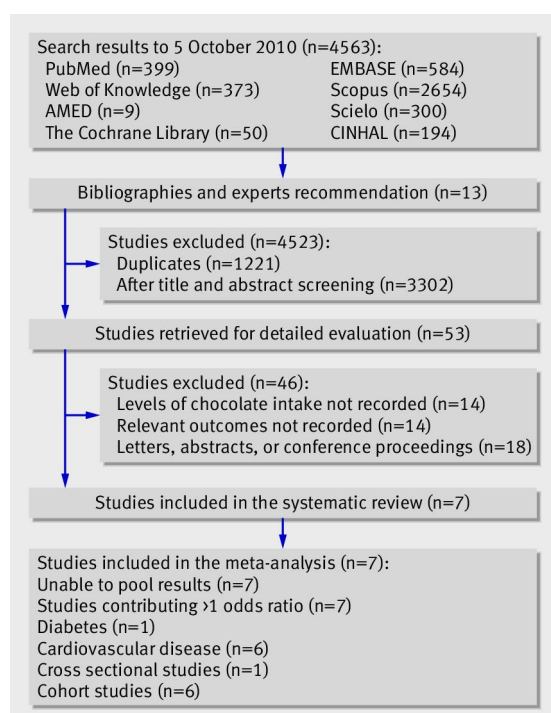 Search results to 5 October 2010 (n=4563):
PubMed (n=399)
EMBASE (n=584)
Web of Knowledge (n=373)
Scopus (n=2654)
AMED (n=9)
Scielo (n=300)
The Cochrane Library (n=50)
CINHAL (n=194)
Bibliographies and experts recommendation (n=13)
Studies excluded (n=4523):
Duplicates (n=1221)
After title and abstract screening (n=3302)
Studies retrieved for detailed evaluation (n=53)
Studies excluded (n=46):
Levels of chocolate intake not recorded (n=14)
Relevant outcomes not recorded (n=14)
Letters, abstracts, or conference proceedings (n=18)
Studies included in the systematic review (n=7)
Studies included in the meta-analysis (n=7):
Unable to pool results (n=7)
Studies contributing >1 odds ratio (n=7)
Diabetes (n=1)
Cardiovascular disease (n=6)
Cross sectional studies (n=1)
Cohort studies (n=6)